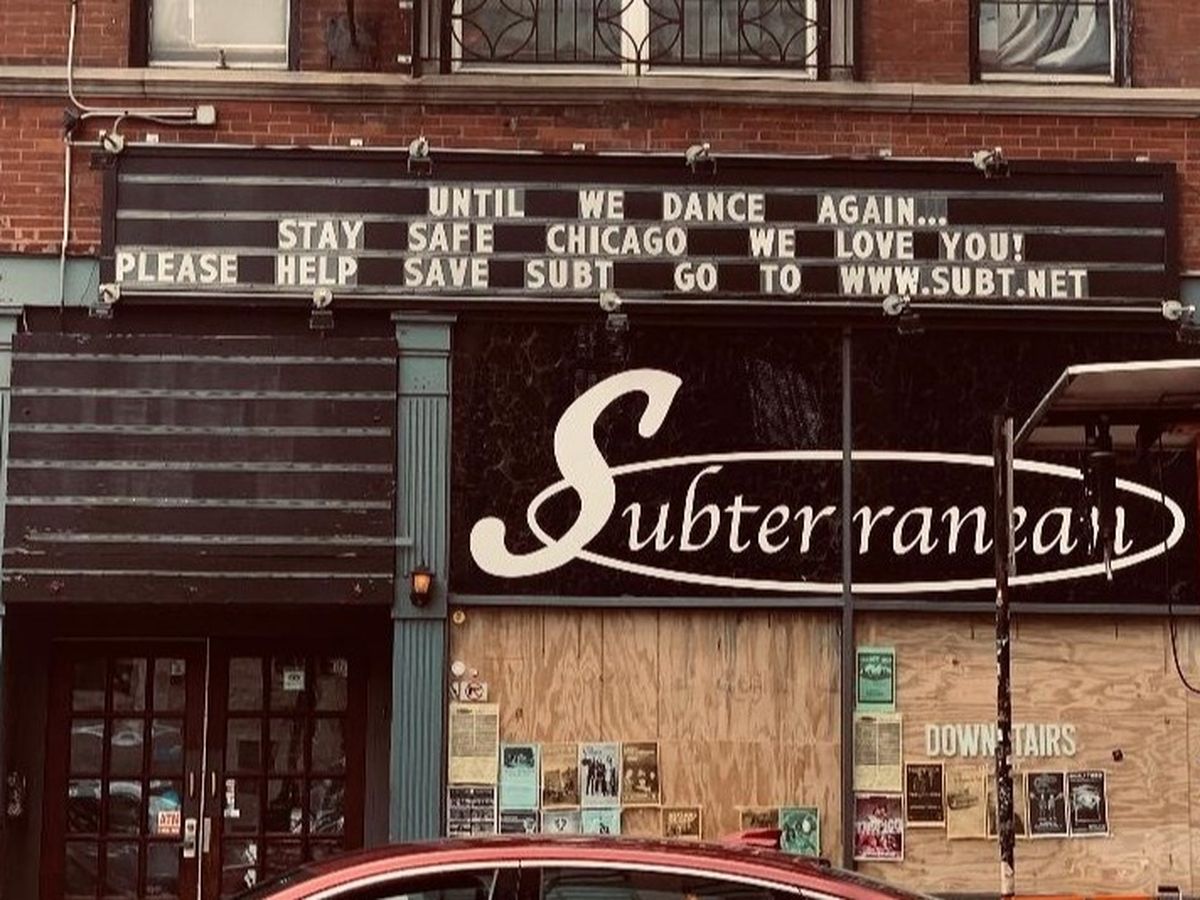 UNTIL WE DANCE AGAIN...
STAY SAFE CHICAGO WE LOVE YOU!
PLEASE HELP SAVE SUBT GO TO WWW.SUBT.NET
Subterranean
DOWNSTAIRS
ATM